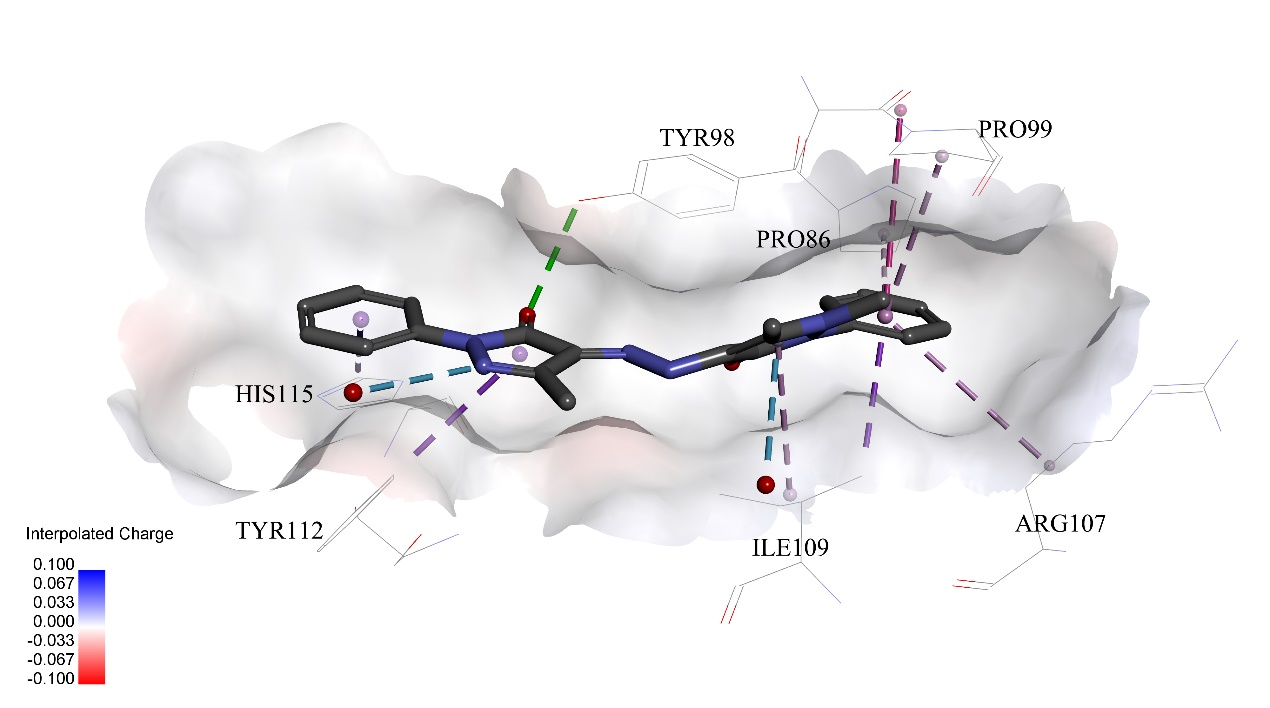 TYR98
PRO99
PRO86
HIS115
TYR112
ILE109
ARG107
Interpolated Charge
0.100
0.067
0.033
0.000
-0.033
-0.067
-0.100